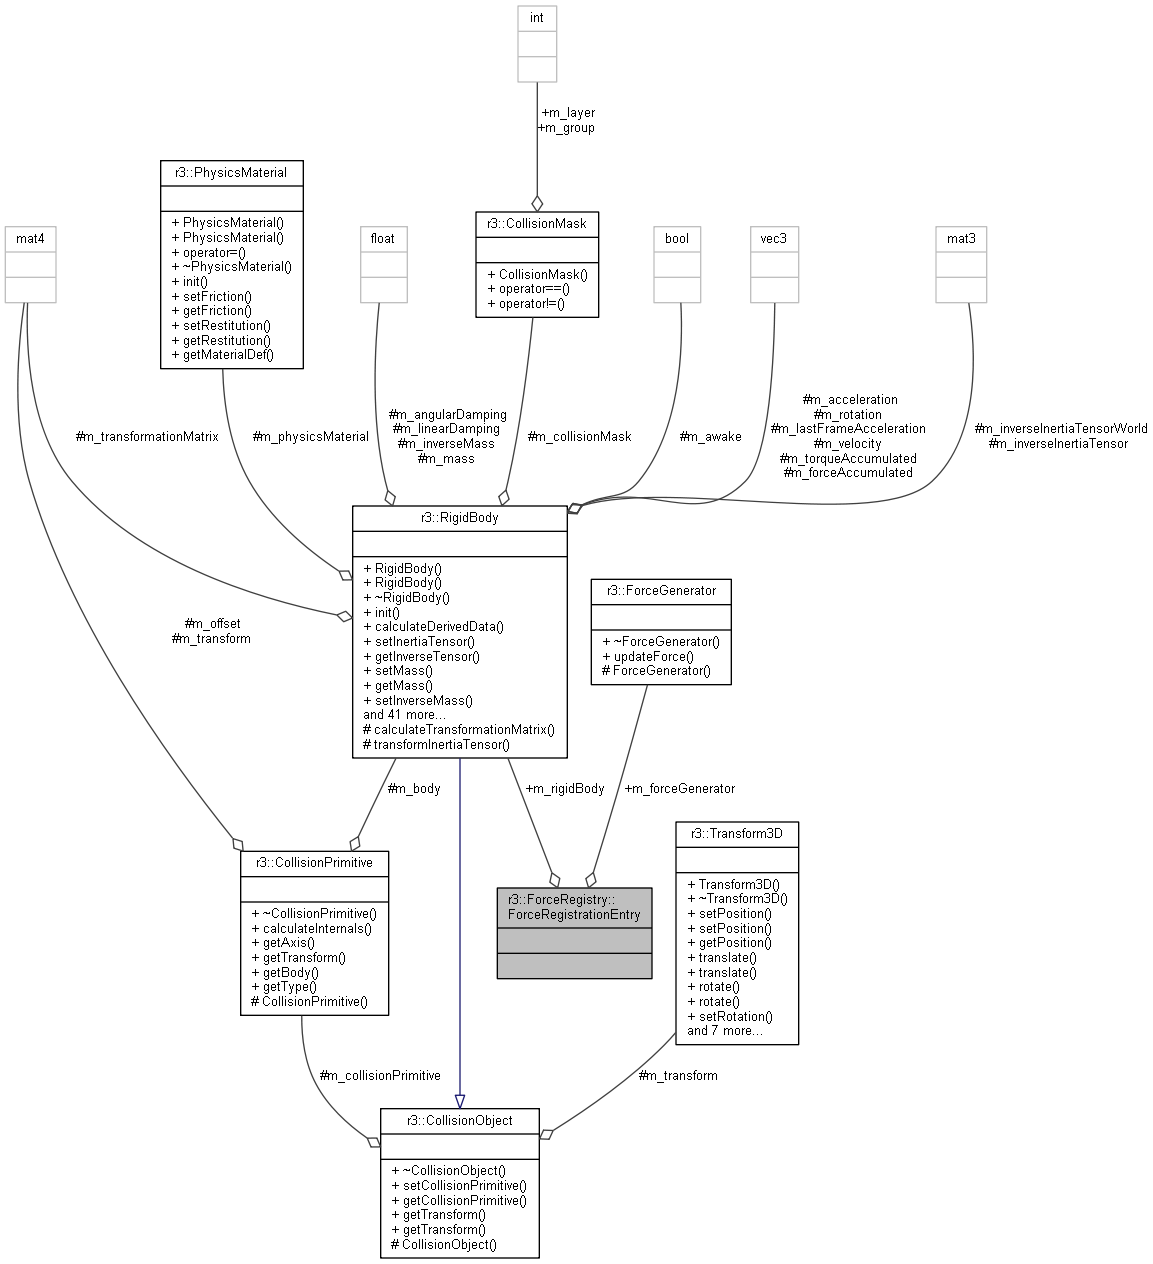 int
+m_layer
+m_group
r3::PhysicsMaterial
+ PhysicsMaterial()
+ PhysicsMaterial()
+ operator=()
+ ~PhysicsMaterial()
+ init()
+ setFriction()
+ getFriction()
+ setRestitution()
+ getRestitution()
+ getMaterialDef()
r3::CollisionMask
+ CollisionMask()
+ operator==()
+ operator!=()
mat4
float
bool
vec3
mat3
#m_transformationMatrix
#m_physicsMaterial
#m_angularDamping
#m_linearDamping
#m_inverseMass
#m_mass
#m_collisionMask
#m_awake
#m_acceleration
#m_rotation
#m_lastFrameAcceleration
#m_velocity
#m_torqueAccumulated
#m_forceAccumulated
#m_inverseInertiaTensorWorld
#m_inverseInertiaTensor
r3::RigidBody
+ RigidBody()
+ RigidBody()
+ ~RigidBody()
+ init()
+ calculateDerivedData()
+ setInertiaTensor()
+ getInverseTensor()
+ setMass()
+ getMass()
+ setInverseMass()
and 41 more...
# calculateTransformationMatrix()
# transformInertiaTensor()
r3::ForceGenerator
+ ~ForceGenerator()
+ updateForce()
# ForceGenerator()
#m_offset
#m_transform
#m_body
+m_rigidBody
+m_forceGenerator
r3::CollisionPrimitive
+ ~CollisionPrimitive()
+ calculateInternals()
+ getAxis()
+ getTransform()
+ getBody()
+ getType()
# CollisionPrimitive()
r3::ForceRegistry::
ForceRegistrationEntry
r3::Transform3D
+ Transform3D()
+ ~Transform3D()
+ setPosition()
+ setPosition()
+ getPosition()
+ translate()
+ translate()
+ rotate()
+ rotate()
+ setRotation()
and 7 more...
#m_collisionPrimitive
#m_transform
r3::CollisionObject
+ ~CollisionObject()
+ setCollisionPrimitive()
+ getCollisionPrimitive()
+ getTransform()
+ getTransform()
# CollisionObject()